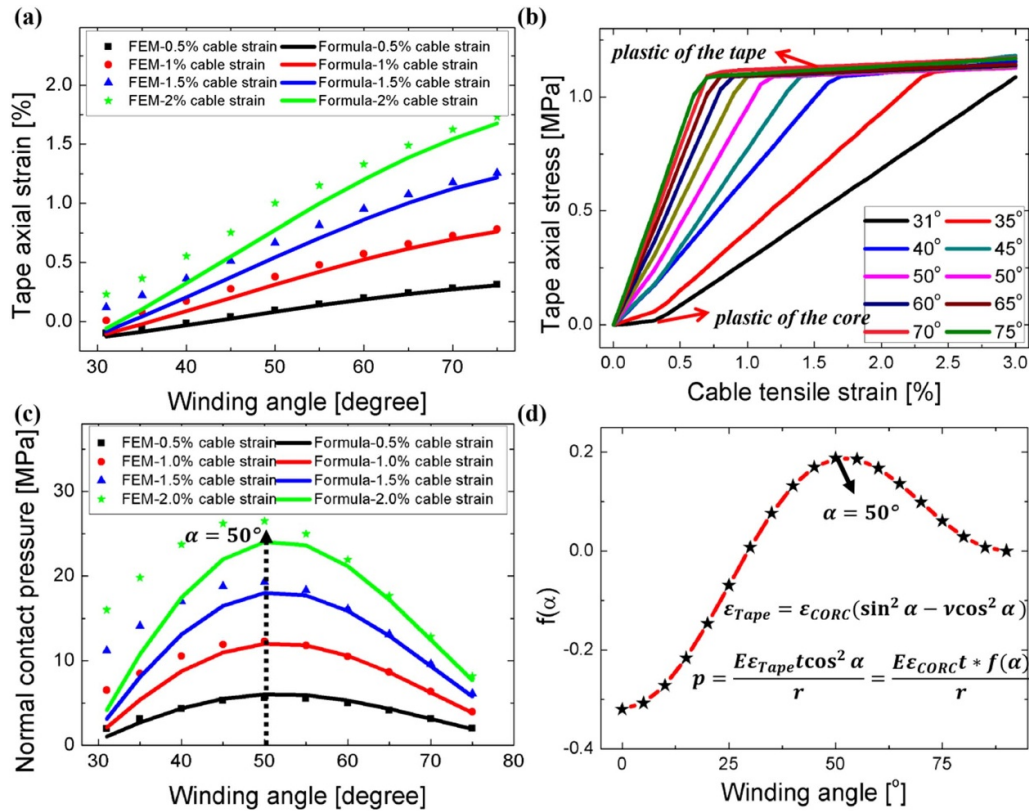 (a)
FEM-0.5% cable strain Formula-0.5% cable strain
FEM-1% cable strain Formula-1% cable strain
FEM-1.5% cable strain Formula-1.5% cable strain
FEM-2% cable strain Formula-2% cable strain
Tape axial strain [%]
2.0
1.5
1.0
0.5
0.0
30 40 50 60 70 80
Winding angle [degree]
(b)
plastic of the tape
Tape axial stress [MPa]
1.0
0.5
0.0
31° 35°
40° 45°
50° 50°
60° 65°
70° 75°
plastic of the core
0.0 0.5 1.0 1.5 2.0 2.5 3.0
Cable tensile strain [%]
(c)
FEM-0.5% cable strain Formula-0.5% cable strain
FEM-1.0% cable strain Formula-1.0% cable strain
FEM-1.5% cable strain Formula-1.5% cable strain
FEM-2.0% cable strain Formula-2.0% cable strain
Normal contact pressure [MPa]
30
20
10
0
α = 50°
30 40 50 60 70 80
Winding angle [degree]
(d)
f(α)
0.4
0.0
-0.4
α = 50°
ε_Tape = ε_CORC(sin² α − νcos² α)
p = Eε_Tape tcos² α / r = Eε_CORC t * f(α) / r
0 25 50 75
Winding angle [°]